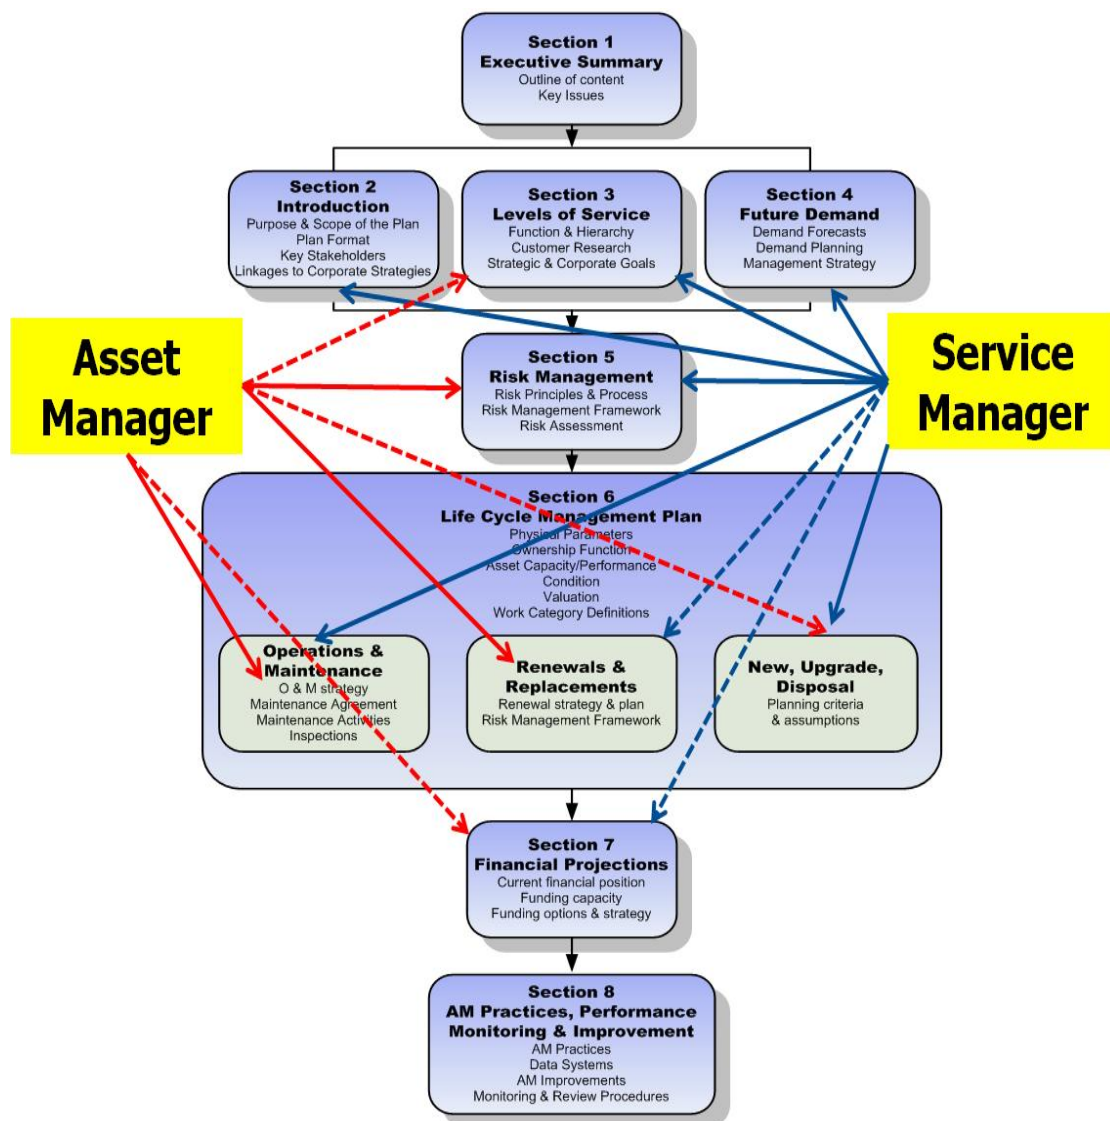 Section 1
Executive Summary
Outline of content
Key Issues
Section 2
Introduction
Purpose & Scope of the Plan
Plan Format
Key Stakeholders
Linkages to Corporate Strategies
Section 3
Levels of Service
Function & Hierarchy
Customer Research
Strategic & Corporate Goals
Section 4
Future Demand
Demand Forecasts
Demand Planning
Management Strategy
Asset
Manager
Section 5
Risk Management
Risk Principles & Process
Risk Management Framework
Risk Assessment
Service
Manager
Section 6
Life Cycle Management Plan
Physical Parameters
Ownership Function
Asset Capacity/Performance
Condition
Valuation
Work Category Definitions
Operations &
Maintenance
O & M strategy
Maintenance Agreement
Maintenance Activities
Inspections
Renewals &
Replacements
Renewal strategy & plan
Risk Management Framework
New, Upgrade,
Disposal
Planning criteria
& assumptions
Section 7
Financial Projections
Current financial position
Funding capacity
Funding options & strategy
Section 8
AM Practices, Performance
Monitoring & Improvement
AM Practices
Data Systems
AM Improvements
Monitoring & Review Procedures